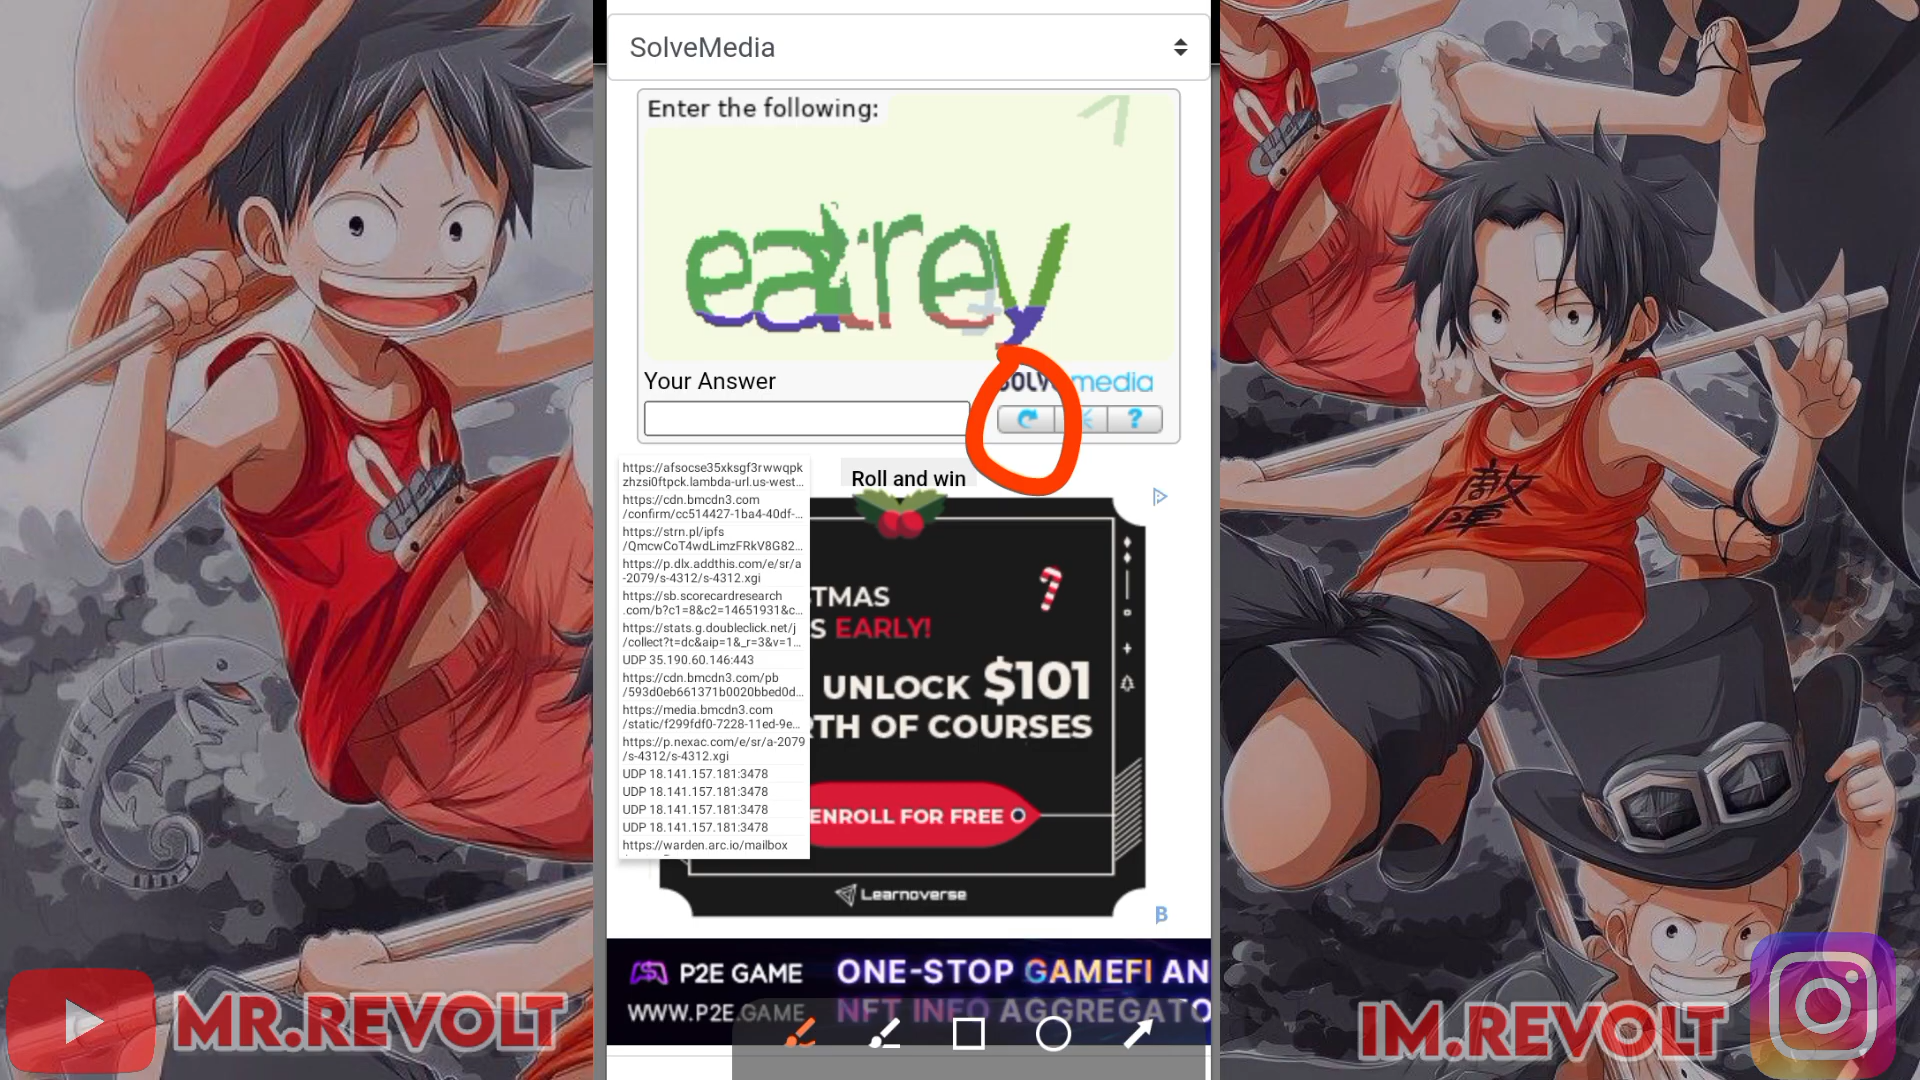 SolveMedia
Enter the following:
Your Answer
SOLVE media
?
Roll and win
https://afsocse35xksgf3rwwqpk
zhzsi0ftpck.lambda-url.us-west...
https://cdn.bmcdn3.com
/confirm/cc514427-1ba4-40df-...
https://strn.pl/ipfs
/QmcwCoT4wdLimzFRkV8G82...
https://p.dlx.addthis.com/e/sr/a
-2079/s-4312/s-4312.xgi
https://sb.scorecardresearch
.com/b?c1=8&c2=14651931&c...
https://stats.g.doubleclick.net/j
/collect?t=dc&aip=1&_r=3&v=1...
UDP 35.190.60.146:443
https://cdn.bmcdn3.com/pb
/593d0eb661371b0020bbed0d...
https://media.bmcdn3.com
/static/f299fdf0-7228-11ed-9e...
https://p.nexac.com/e/sr/a-2079
/s-4312/s-4312.xgi
UDP 18.141.157.181:3478
UDP 18.141.157.181:3478
UDP 18.141.157.181:3478
UDP 18.141.157.181:3478
https://warden.arc.io/mailbox
STMAS
S EARLY!
UNLOCK $101
RTH OF COURSES
ENROLL FOR FREE
Learnoverse
B
P2E GAME
WWW.P2E.GAME
ONE-STOP GAMEFI AN
NFT INFO AGGREGATO
MR.REVOLT
IM.REVOLT